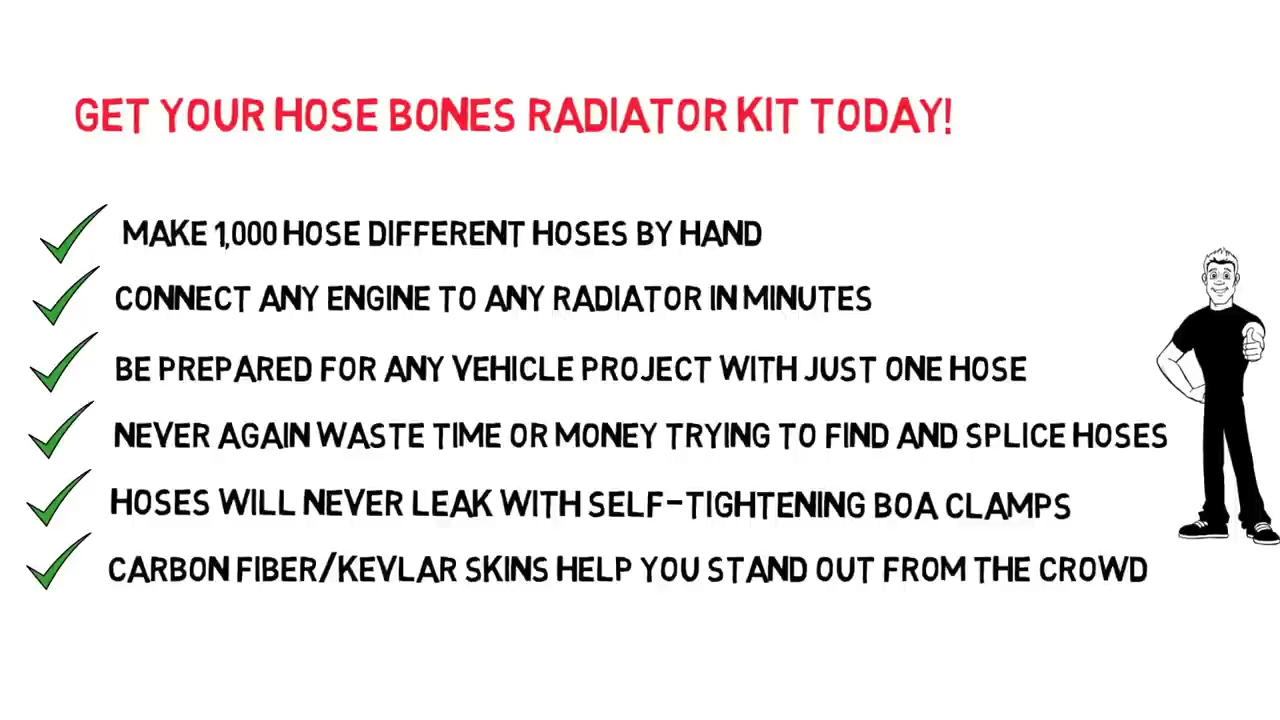 GET YOUR HOSE BONES RADIATOR KIT TODAY!
MAKE 1,000 HOSE DIFFERENT HOSES BY HAND
CONNECT ANY ENGINE TO ANY RADIATOR IN MINUTES
BE PREPARED FOR ANY VEHICLE PROJECT WITH JUST ONE HOSE
NEVER AGAIN WASTE TIME OR MONEY TRYING TO FIND AND SPLICE HOSES
HOSES WILL NEVER LEAK WITH SELF-TIGHTENING BOA CLAMPS
CARBON FIBER/KEVLAR SKINS HELP YOU STAND OUT FROM THE CROWD